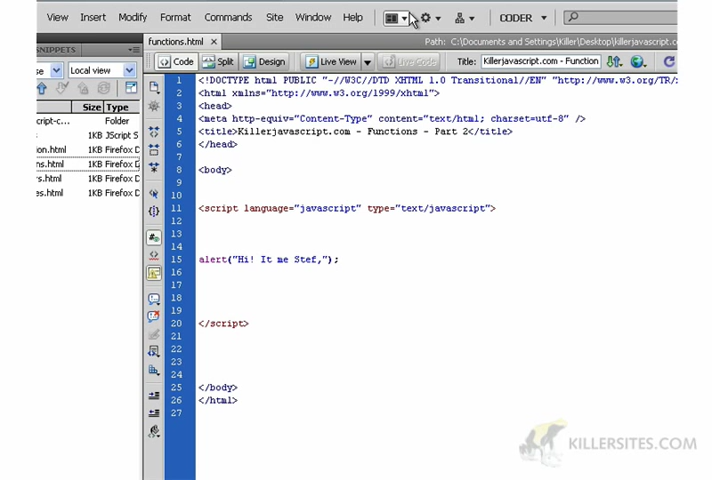 View Insert Modify Format Commands Site Window Help CODER
SNIPPETS
functions.html × Path: C:\Documents and Settings\Killer\Desktop\killerjavascript.co
Local view Code Split Design Live View Live Code Title: Killerjavascript.com - Function
Size Type
Folder
1KB JScript S
1KB Firefox D
1KB Firefox D
1KB Firefox D
1KB Firefox D
1 <!DOCTYPE html PUBLIC "-//W3C//DTD XHTML 1.0 Transitional//EN" "http://www.w3.org/TR/
2 <html xmlns="http://www.w3.org/1999/xhtml">
3 <head>
4 <meta http-equiv="Content-Type" content="text/html; charset=utf-8" />
5 <title>Killerjavascript.com - Functions - Part 2</title>
6 </head>
7
8 <body>
9
10
11 <script language="javascript" type="text/javascript">
12
13
14
15 alert("Hi! It me Stef,");
16
17
18
19
20 </script>
21
22
23
24
25 </body>
26 </html>
27
KILLERSITES.COM